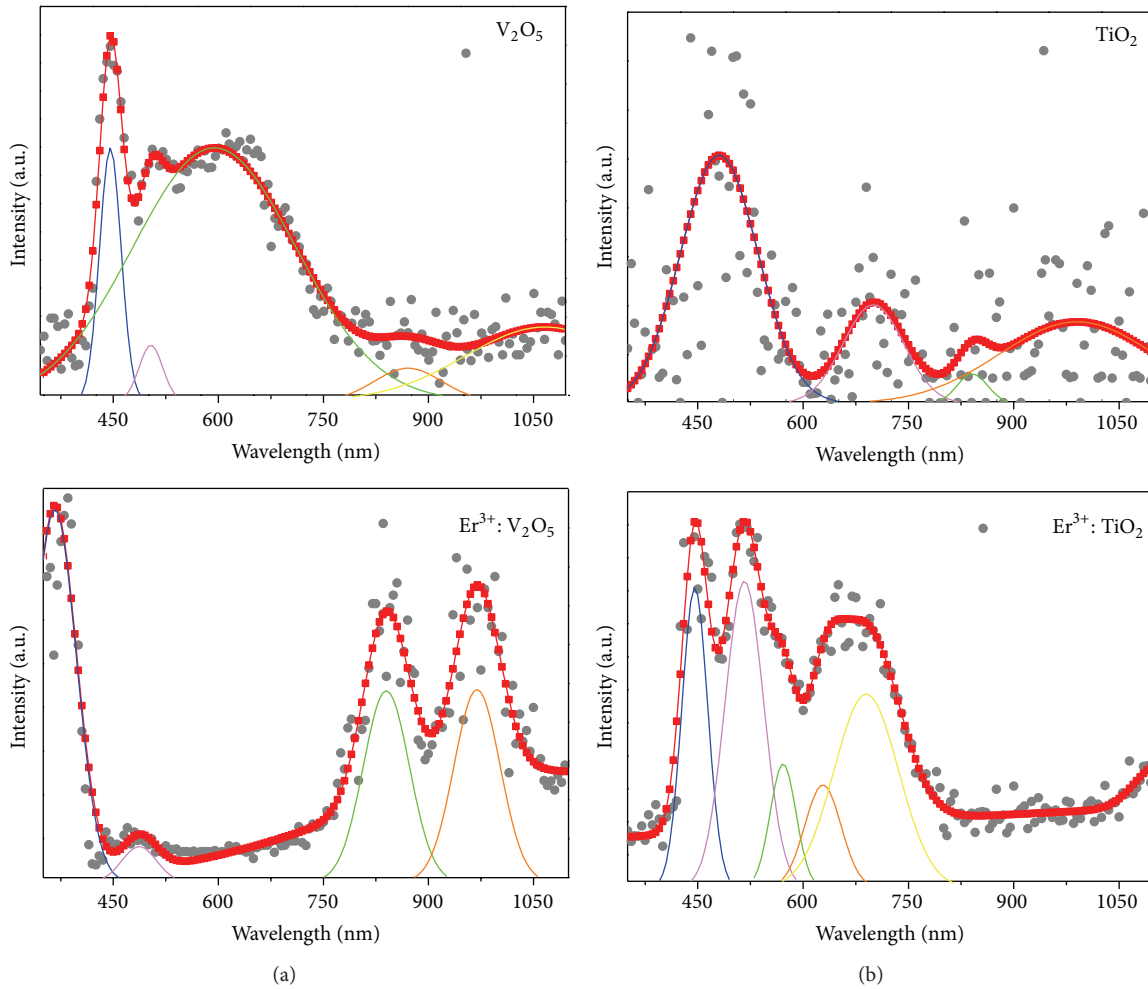 V₂O₅
Intensity (a.u.)
450 600 750 900 1050
Wavelength (nm)
TiO₂
Intensity (a.u.)
450 600 750 900 1050
Wavelength (nm)
Er³⁺: V₂O₅
Intensity (a.u.)
450 600 750 900 1050
Wavelength (nm)
(a)
Er³⁺: TiO₂
Intensity (a.u.)
450 600 750 900 1050
Wavelength (nm)
(b)